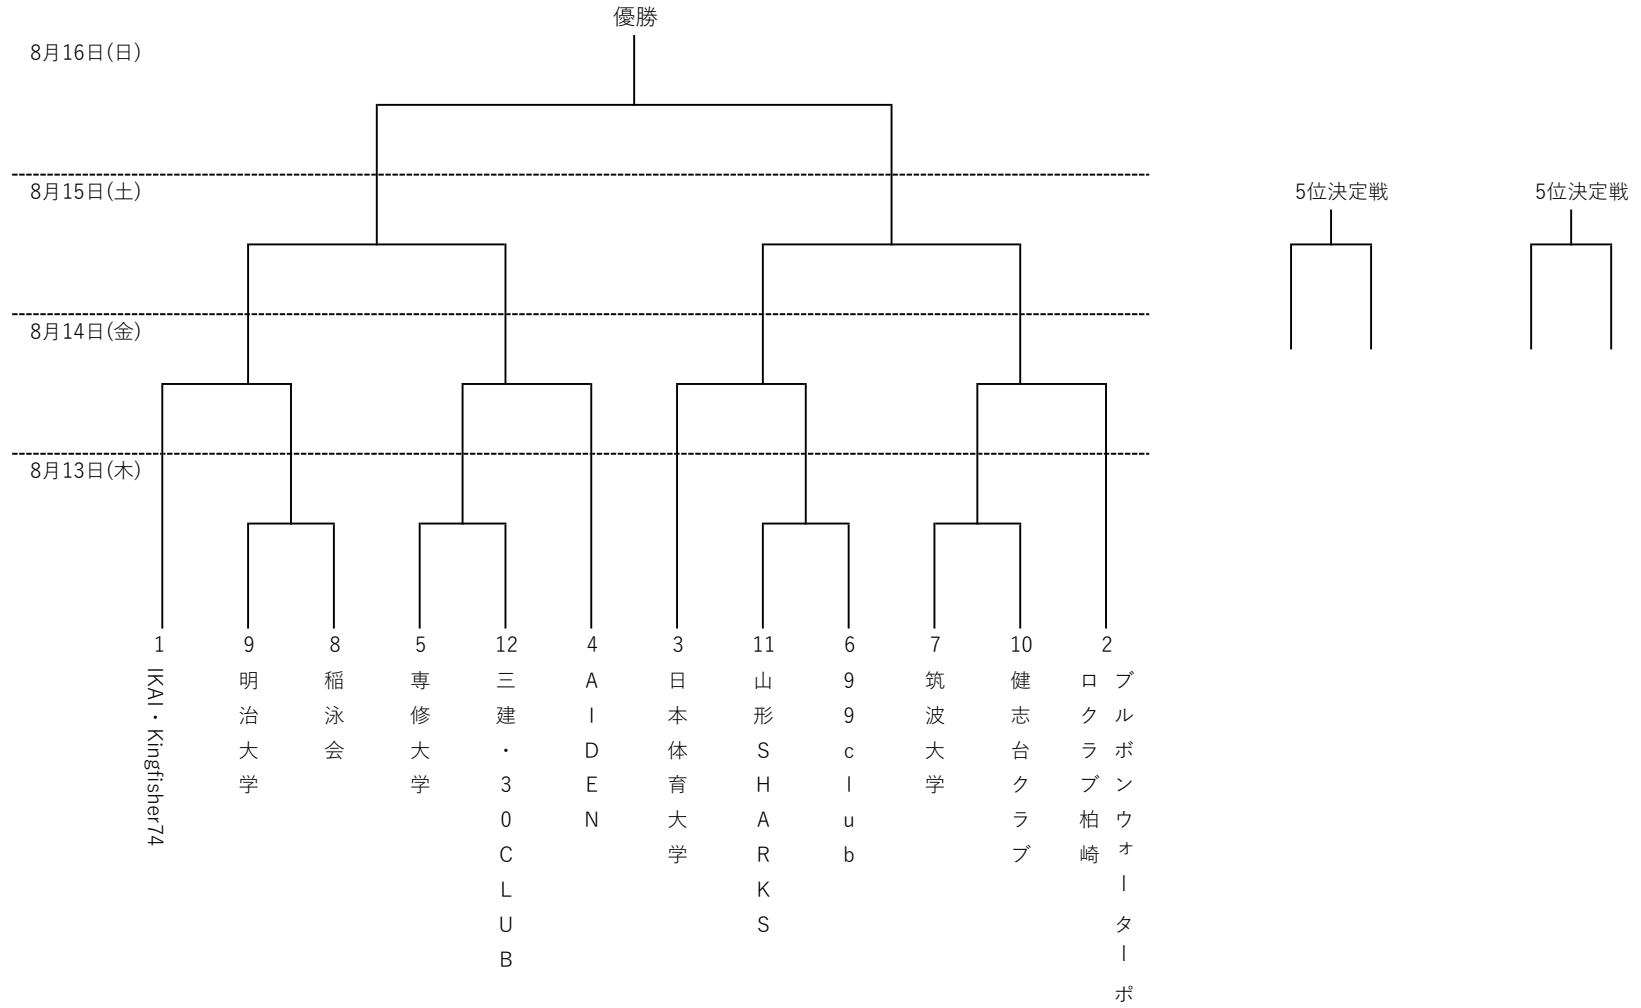 優勝
8月16日(日)
8月15日(土)
5位決定戦
5位決定戦
8月14日(金)
8月13日(木)
1
9
8
5
12
4
3
11
6
7
10
2
IKAI・Kingfisher74
明治大学
稲泳会
専修大学
三建・30CLUB
AIDEN
日本体育大学
山形SHARKS
99club
筑波大学
健志台クラブ
ブルボンウォーターポ
ロクラブ柏崎